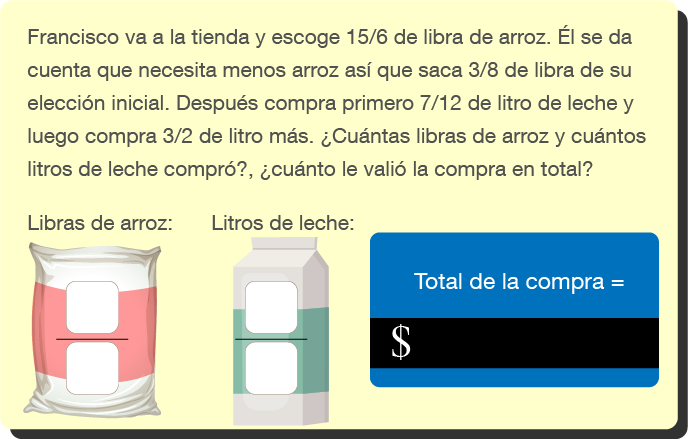 Francisco va a la tienda y escoge 15/6 de libra de arroz. Él se da
cuenta que necesita menos arroz así que saca 3/8 de libra de su
elección inicial. Después compra primero 7/12 de litro de leche y
luego compra 3/2 de litro más. ¿Cuántas libras de arroz y cuántos
litros de leche compró?, ¿cuánto le valió la compra en total?
Libras de arroz:
Litros de leche:
Total de la compra =
$